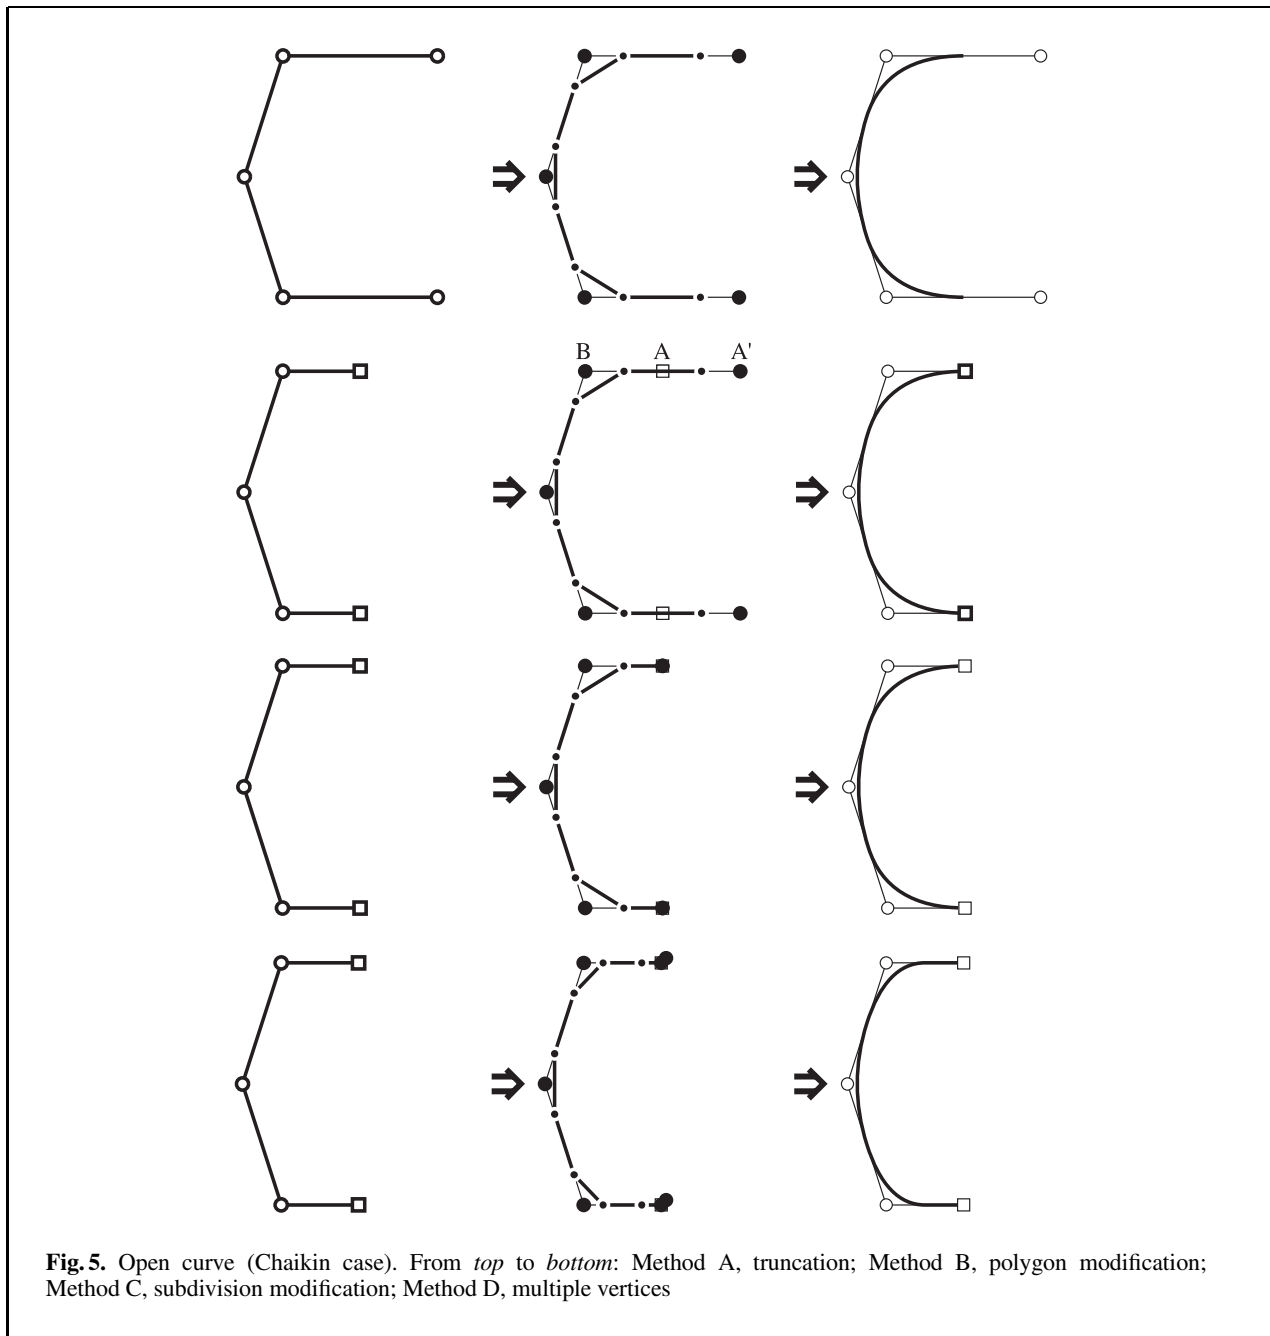 B A A'
Fig. 5. Open curve (Chaikin case). From top to bottom: Method A, truncation; Method B, polygon modification;
Method C, subdivision modification; Method D, multiple vertices